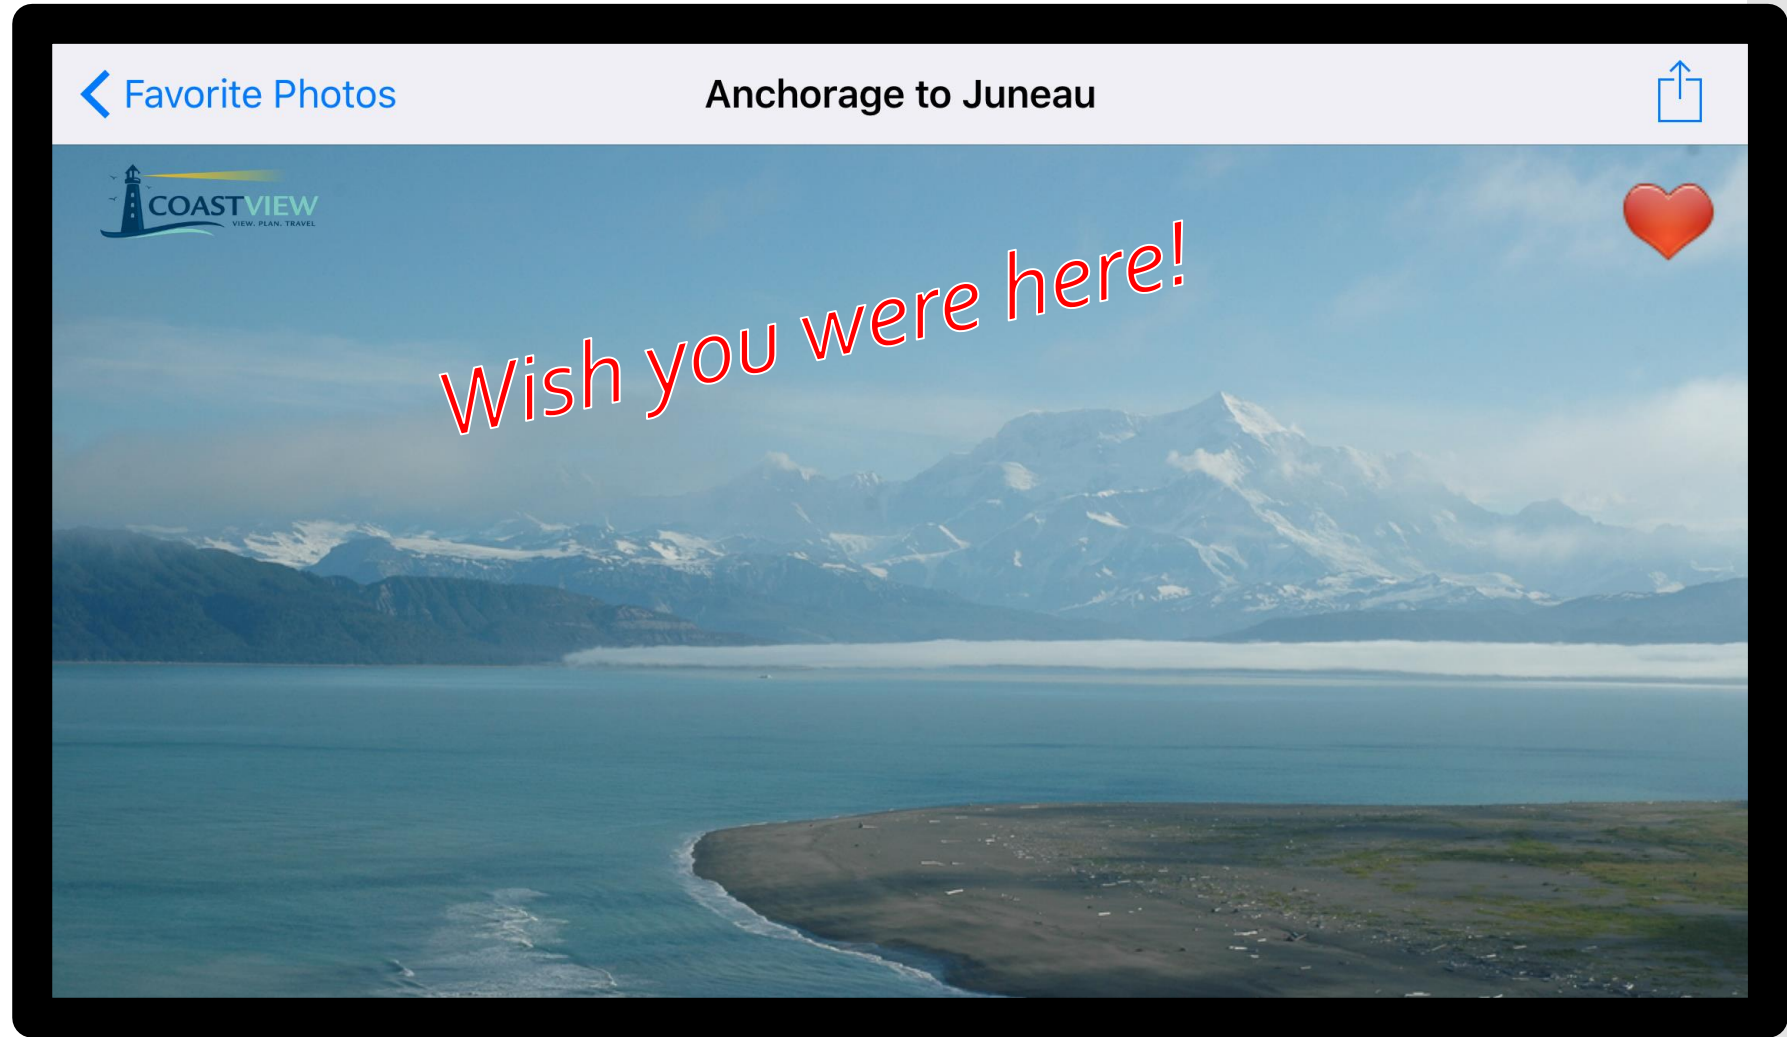 Favorite Photos
Anchorage to Juneau
COASTVIEW
VIEW. PLAN. TRAVEL
Wish you were here!